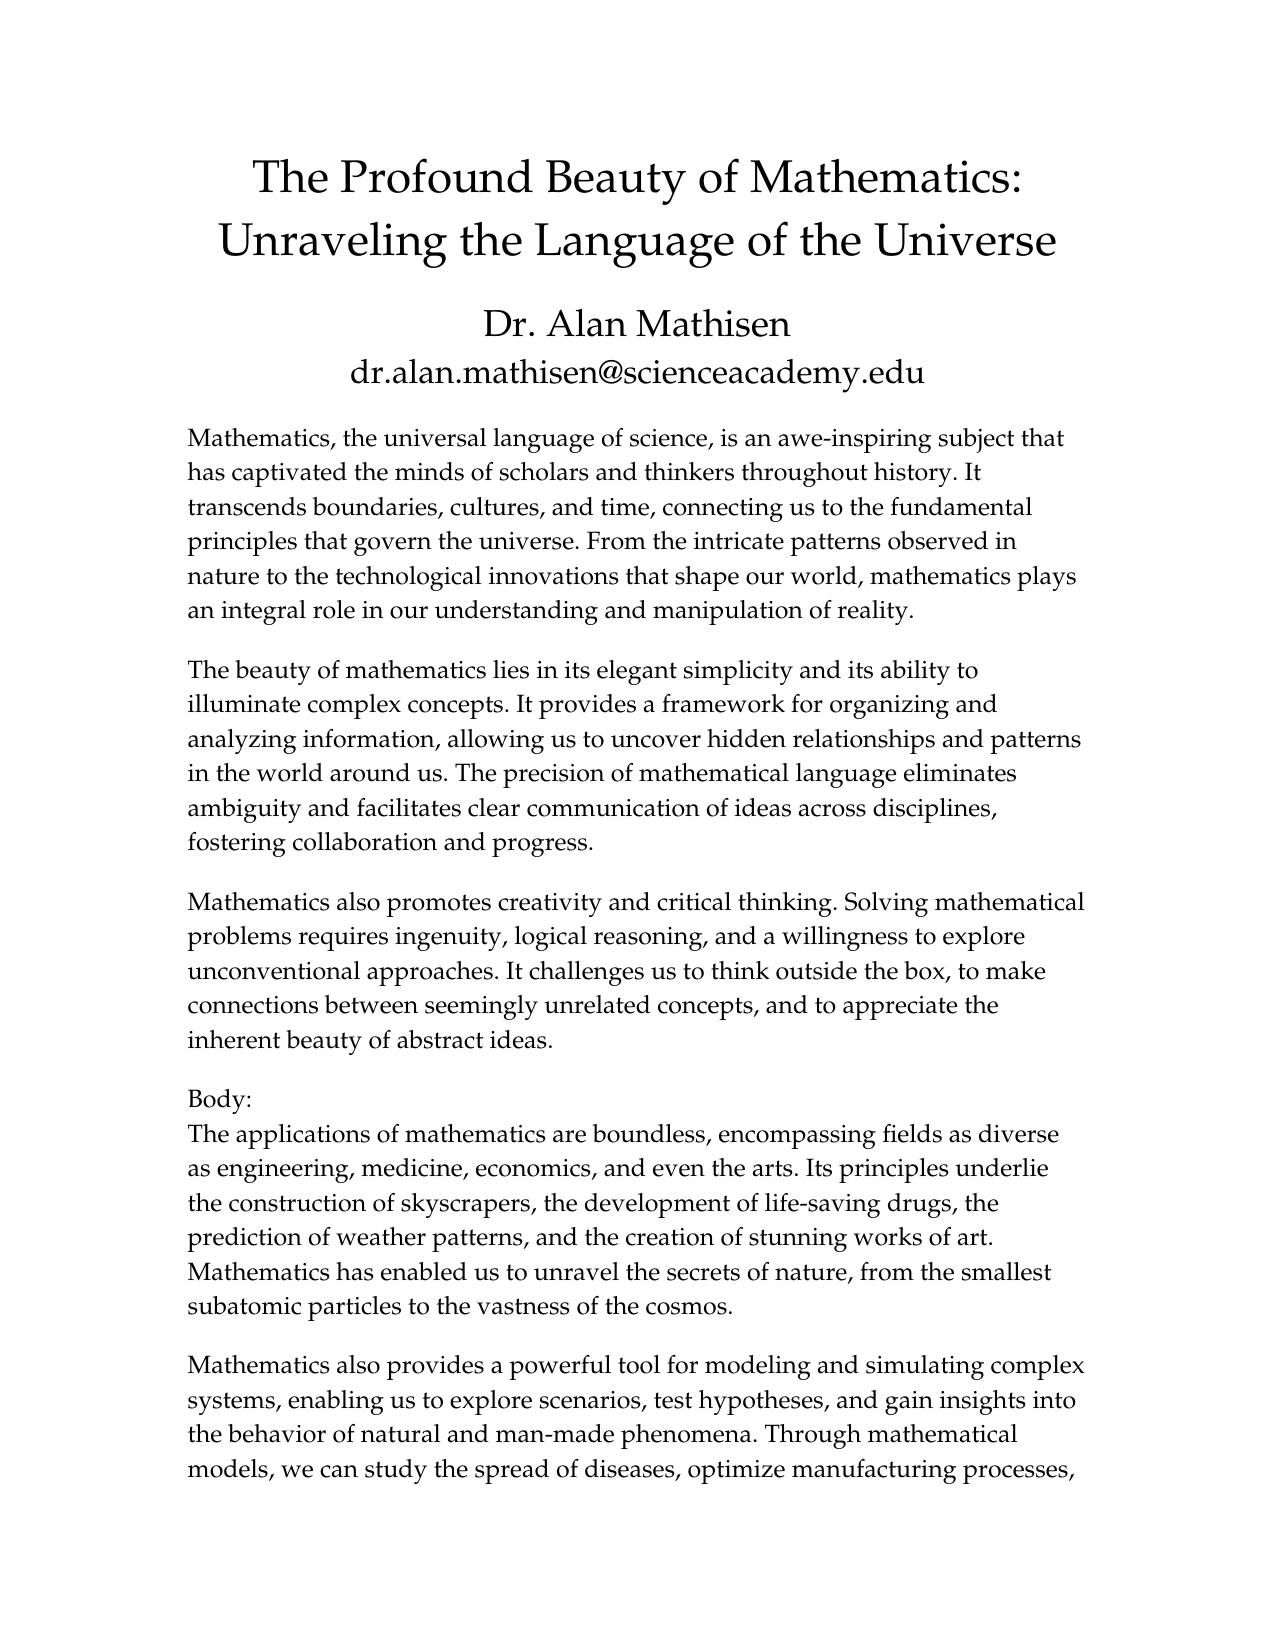 The Profound Beauty of Mathematics:
Unraveling the Language of the Universe
Dr. Alan Mathisen
dr.alan.mathisen@scienceacademy.edu
Mathematics, the universal language of science, is an awe-inspiring subject that
has captivated the minds of scholars and thinkers throughout history. It
transcends boundaries, cultures, and time, connecting us to the fundamental
principles that govern the universe. From the intricate patterns observed in
nature to the technological innovations that shape our world, mathematics plays
an integral role in our understanding and manipulation of reality.
The beauty of mathematics lies in its elegant simplicity and its ability to
illuminate complex concepts. It provides a framework for organizing and
analyzing information, allowing us to uncover hidden relationships and patterns
in the world around us. The precision of mathematical language eliminates
ambiguity and facilitates clear communication of ideas across disciplines,
fostering collaboration and progress.
Mathematics also promotes creativity and critical thinking. Solving mathematical
problems requires ingenuity, logical reasoning, and a willingness to explore
unconventional approaches. It challenges us to think outside the box, to make
connections between seemingly unrelated concepts, and to appreciate the
inherent beauty of abstract ideas.
Body:
The applications of mathematics are boundless, encompassing fields as diverse
as engineering, medicine, economics, and even the arts. Its principles underlie
the construction of skyscrapers, the development of life-saving drugs, the
prediction of weather patterns, and the creation of stunning works of art.
Mathematics has enabled us to unravel the secrets of nature, from the smallest
subatomic particles to the vastness of the cosmos.
Mathematics also provides a powerful tool for modeling and simulating complex
systems, enabling us to explore scenarios, test hypotheses, and gain insights into
the behavior of natural and man-made phenomena. Through mathematical
models, we can study the spread of diseases, optimize manufacturing processes,